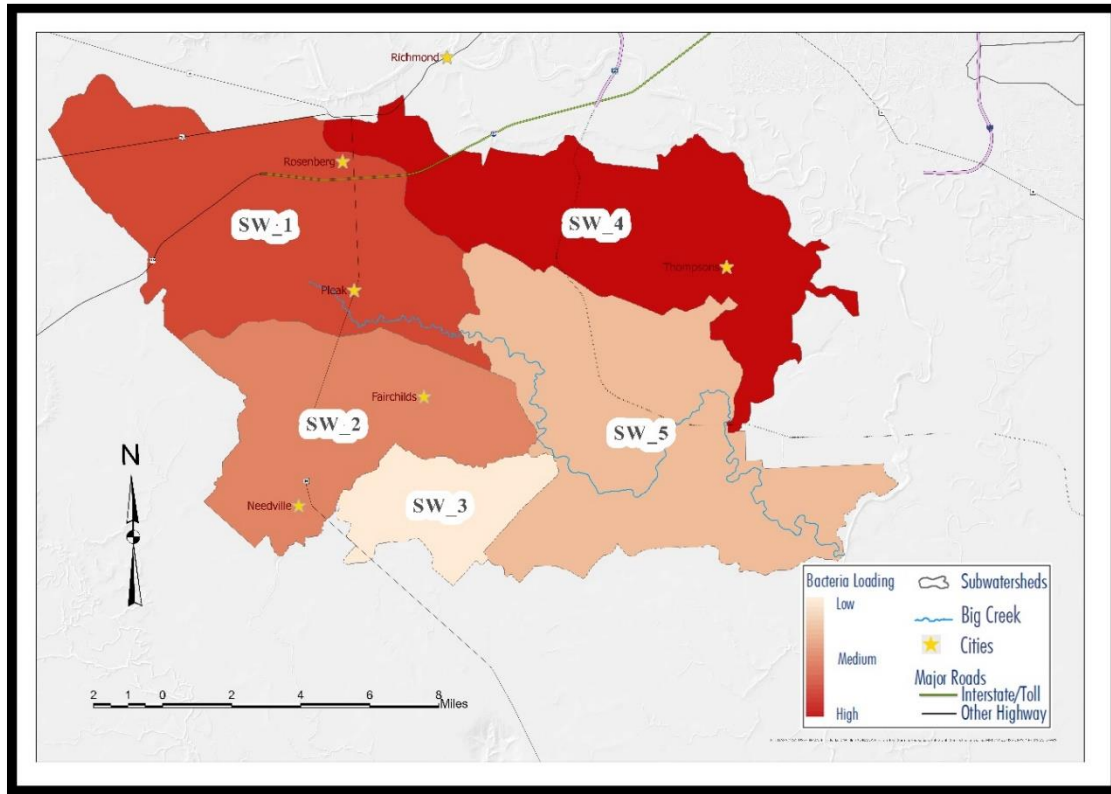 Richmond
Rosenberg
SW_1
SW_4
Thompsons
Pleak
Fairchilds
SW_2
SW_5
N
Needville
SW_3
Bacteria Loading
Low
Medium
High
Subwatersheds
Big Creek
Cities
Major Roads
Interstate/Toll
Other Highway
2 1 0 2 4 6 8
Miles